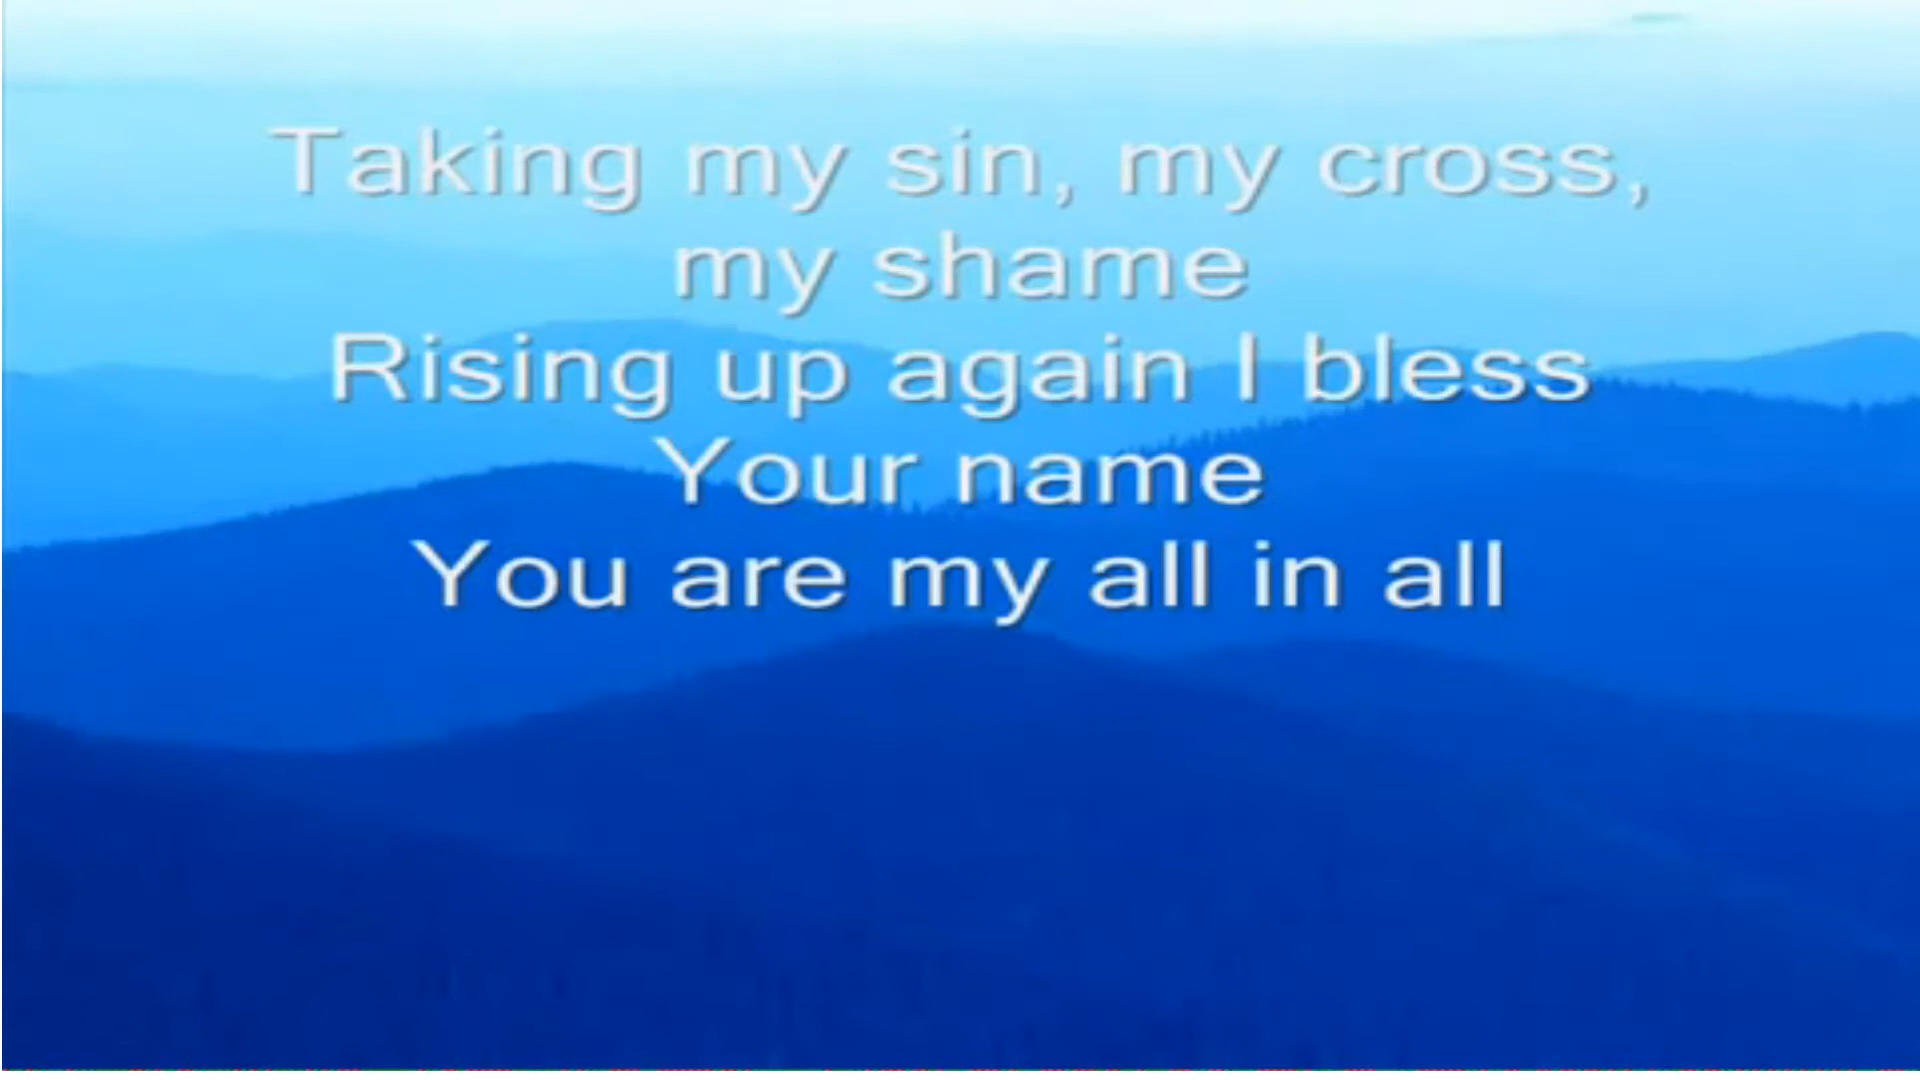 Taking my sin, my cross,
my shame
Rising up again I bless
Your name
You are my all in all